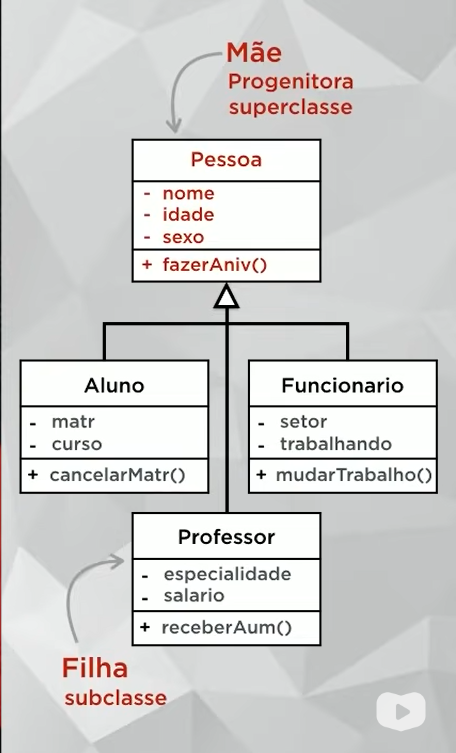 Mãe
Progenitora
superclasse
Pessoa
- nome
- idade
- sexo
+ fazerAniv()
Aluno
- matr
- curso
+ cancelarMatr()
Funcionario
- setor
- trabalhando
+ mudarTrabalho()
Professor
- especialidade
- salario
+ receberAum()
Filha
subclasse